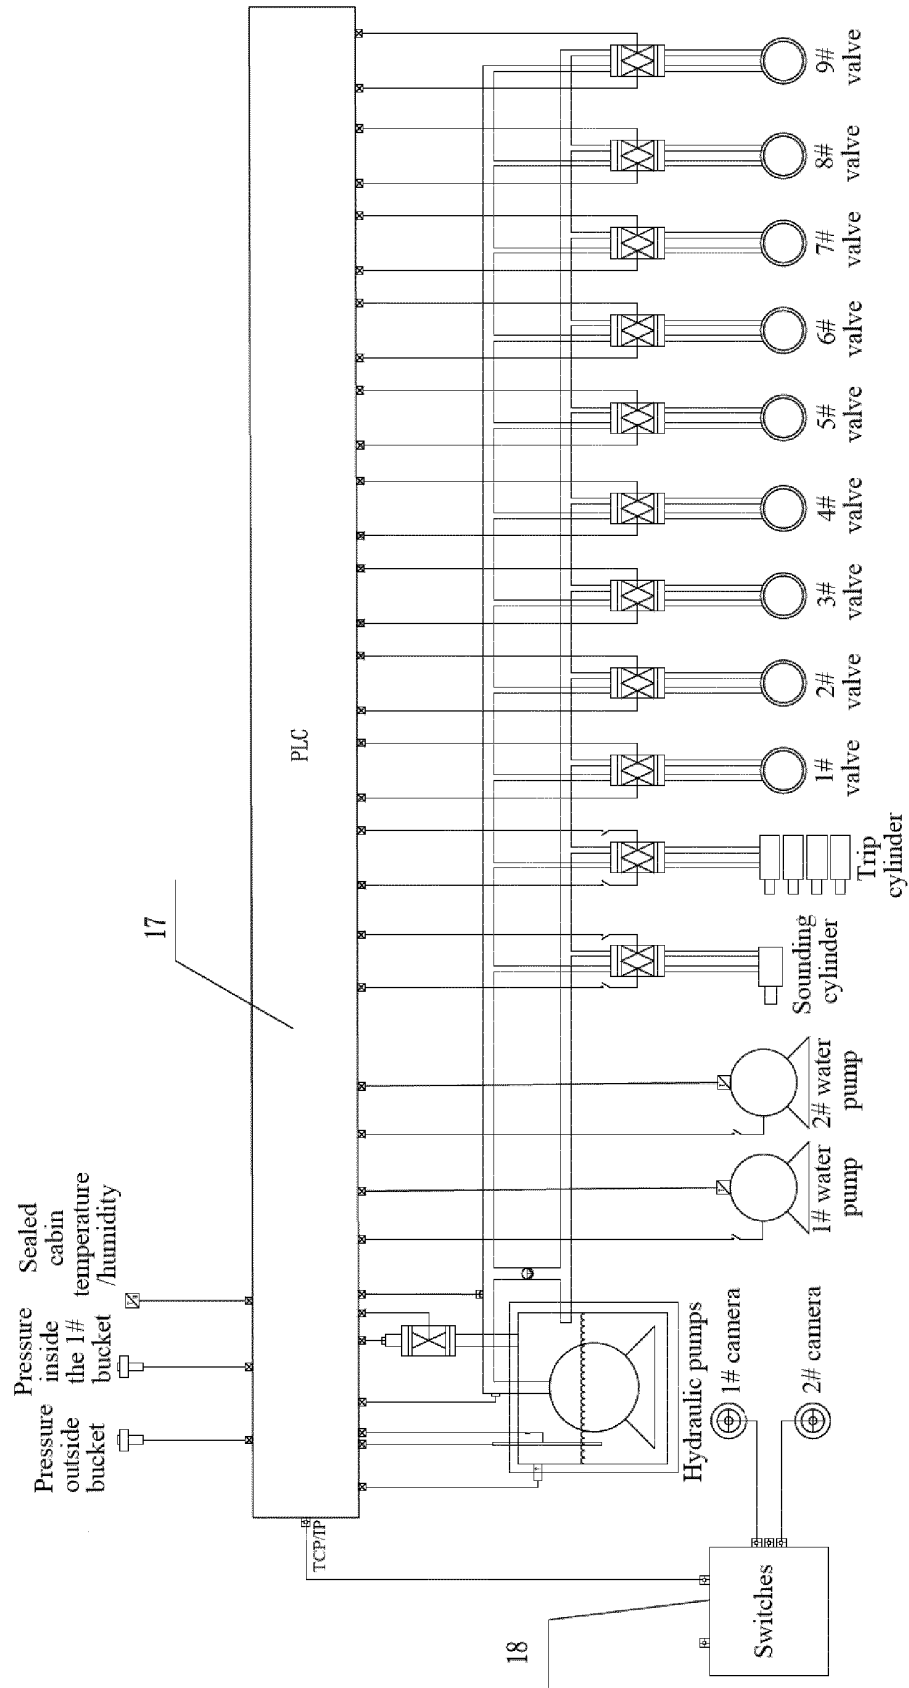 Pressure
outside
bucket
Pressure
inside
the 1#
bucket
Sealed
cabin
temperature
/humidity
17
PLC
TCP/IP
18
Switches
1# camera
2# camera
Hydraulic pumps
1# water
pump
2# water
pump
Sounding
cylinder
Trip
cylinder
1#
valve
2#
valve
3#
valve
4#
valve
5#
valve
6#
valve
7#
valve
8#
valve
9#
valve